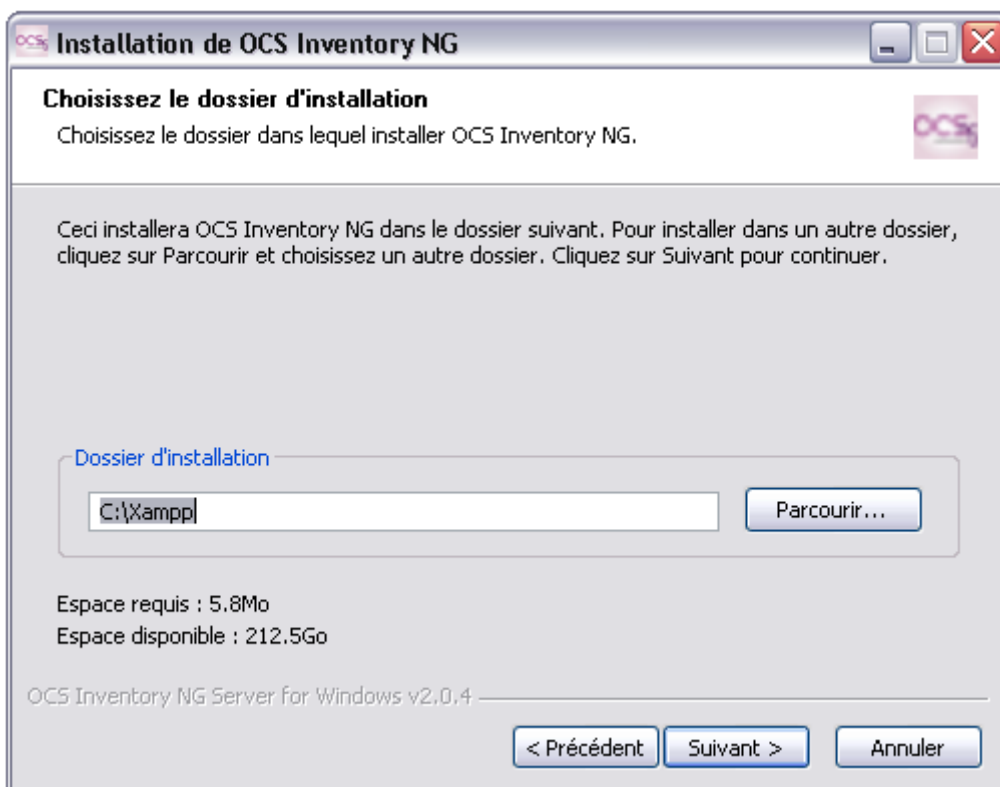 OCS Installation de OCS Inventory NG
Choisissez le dossier d'installation
Choisissez le dossier dans lequel installer OCS Inventory NG.
OCS
Ceci installera OCS Inventory NG dans le dossier suivant. Pour installer dans un autre dossier,
cliquez sur Parcourir et choisissez un autre dossier. Cliquez sur Suivant pour continuer.
Dossier d'installation
C:\Xampp
Parcourir...
Espace requis : 5.8Mo
Espace disponible : 212.5Go
OCS Inventory NG Server for Windows v2.0.4
< Précédent
Suivant >
Annuler